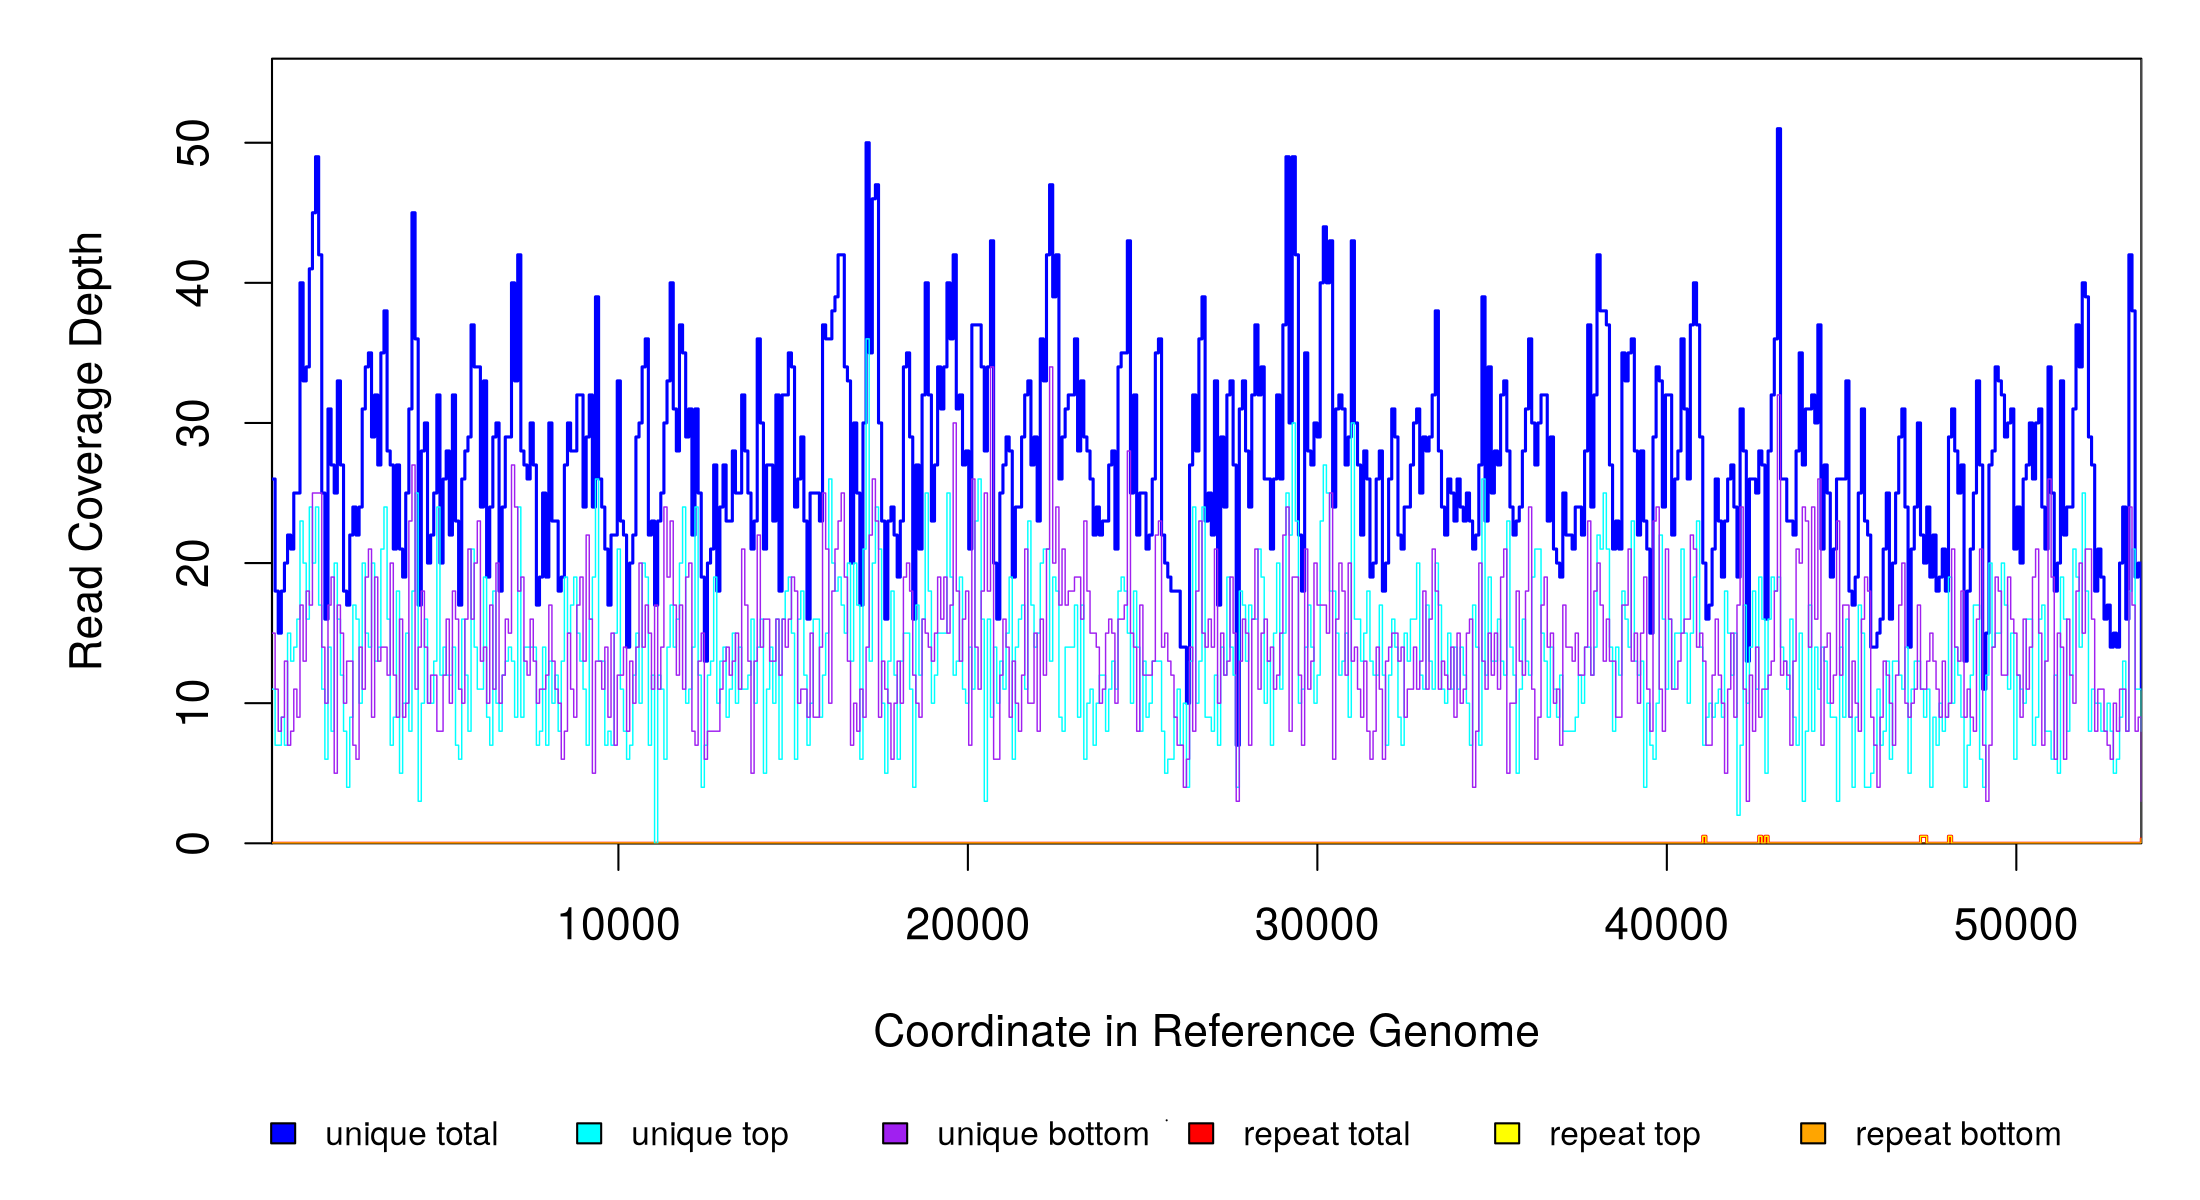 Read Coverage Depth
50
40
30
20
10
0
10000 20000 30000 40000 50000
Coordinate in Reference Genome
unique total unique top unique bottom repeat total repeat top repeat bottom